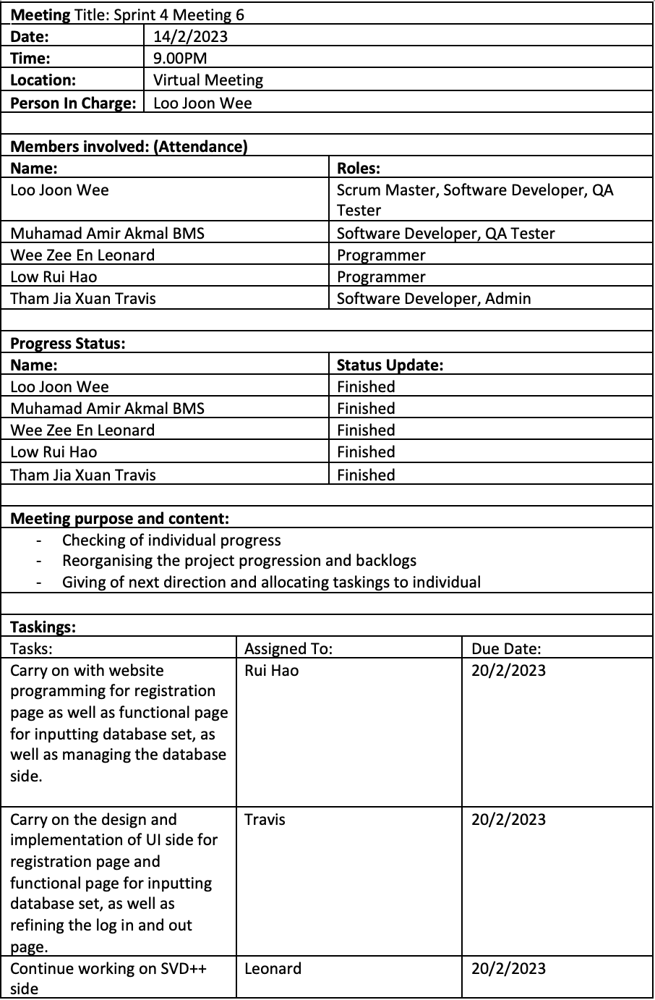 Meeting Title: Sprint 4 Meeting 6
Date: 14/2/2023
Time: 9.00PM
Location: Virtual Meeting
Person In Charge: Loo Joon Wee
Members involved: (Attendance)
Name: Roles:
Loo Joon Wee Scrum Master, Software Developer, QA
Tester
Muhamad Amir Akmal BMS Software Developer, QA Tester
Wee Zee En Leonard Programmer
Low Rui Hao Programmer
Tham Jia Xuan Travis Software Developer, Admin
Progress Status:
Name: Status Update:
Loo Joon Wee Finished
Muhamad Amir Akmal BMS Finished
Wee Zee En Leonard Finished
Low Rui Hao Finished
Tham Jia Xuan Travis Finished
Meeting purpose and content:
- Checking of individual progress
- Reorganising the project progression and backlogs
- Giving of next direction and allocating taskings to individual
Taskings:
Tasks: Assigned To: Due Date:
Carry on with website Rui Hao 20/2/2023
programming for registration
page as well as functional page
for inputting database set, as
well as managing the database
side.
Carry on the design and Travis 20/2/2023
implementation of UI side for
registration page and
functional page for inputting
database set, as well as
refining the log in and out
page.
Continue working on SVD++ Leonard 20/2/2023
side